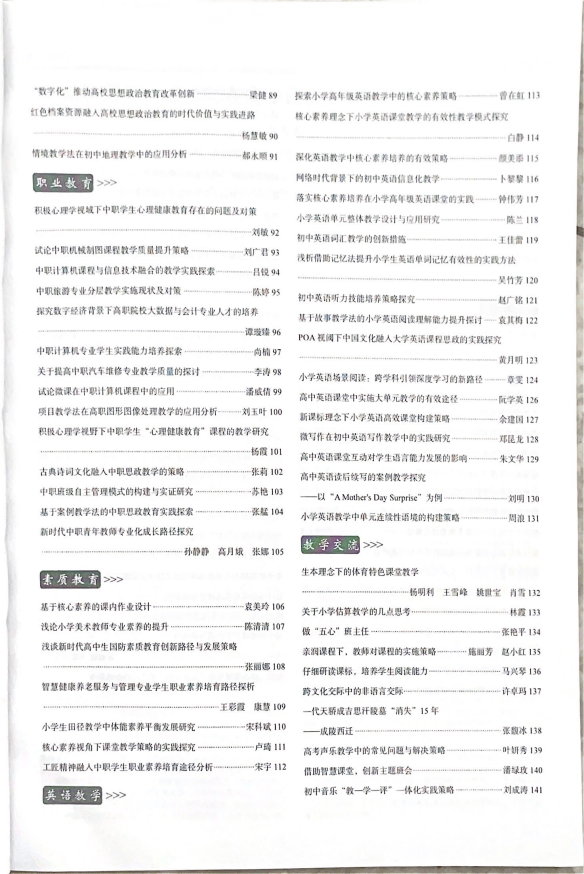 “数字化”推动高校思想政治教育改革创新 梁健 89
红色档案资源融入高校思想政治教育的时代价值与实践进路
杨慧敏 90
情境教学法在初中地理教学中的应用分析 郁永顺 91
职业教育 >>>
积极心理学视域下中职学生心理健康教育存在的问题及对策
刘敏 92
试论中职机械制图课程教学质量提升策略 刘广君 93
中职计算机课程与信息技术融合的教学实践探索 吕锐 94
中职旅游专业分层教学实施现状及对策 陈婷 95
探究数字经济背景下高职院校大数据与会计专业人才的培养
谭璇臻 96
中职计算机专业学生实践能力培养探索 尚楠 97
关于提高中职汽车维修专业教学质量的探讨 李涛 98
试论微课在中职计算机课程中的应用 潘威倩 99
项目教学法在高职图形图像处理教学的应用分析 刘玉叶 100
积极心理学视野下中职学生“心理健康教育”课程的教学研究
杨霞 101
古典诗词文化融入中职思政教学的策略 张莉 102
中职班级自主管理模式的构建与实证研究 苏艳 103
基于案例教学法的中职思政教育实践探索 张艋 104
新时代中职青年教师专业化成长路径探究
孙静静 高月娥 张娜 105
素质教育 >>>
基于核心素养的课内作业设计 袁美玲 106
浅论小学美术教师专业素养的提升 陈清清 107
浅谈新时代高中生国防素质教育创新路径与发展策略
张丽娜 108
智慧健康养老服务与管理专业学生职业素养培育路径探析
王彩霞 康慧 109
小学生田径教学中体能素养平衡发展研究 宋科斌 110
核心素养视角下课堂教学策略的实践探究 卢琦 111
工匠精神融入中职学生职业素养培育途径分析 宋宇 112
英语教学 >>>
探索小学高年级英语教学中的核心素养策略 曾在虹 113
核心素养理念下小学英语课堂教学的有效性教学模式探究
白静 114
深化英语教学中核心素养培养的有效策略 颜美乖 115
网络时代背景下的初中英语信息化教学 卜黎黎 116
落实核心素养培养在小学高年级英语课堂的实践 钟伟芳 117
小学英语单元整体教学设计与应用研究 陈兰 118
初中英语词汇教学的创新措施 王佳蕾 119
浅析借助记忆法提升小学生英语单词记忆有效性的实践方法
吴竹芳 120
初中英语听力技能培养策略探究 赵广铭 121
基于故事教学法的小学英语阅读理解能力提升探讨 袁其梅 122
POA 视阈下中国文化融入大学英语课程思政的实践探究
黄月明 123
小学英语场景阅读：跨学科引领深度学习的新路径 章雯 124
高中英语课堂中实施大单元教学的有效途径 阮学英 126
新课标理念下小学英语高效课堂构建策略 余建国 127
微写作在初中英语写作教学中的实践研究 郑昆龙 128
高中英语课堂互动对学生语言能力发展的影响 朱文华 129
高中英语读后续写的案例教学探究
——以“A Mother's Day Surprise”为例 刘明 130
小学英语教学中单元连续性语境的构建策略 周浪 131
教学交流 >>>
生本理念下的体育特色课堂教学
杨明利 王雪峰 姚世宝 肖雪 132
关于小学估算教学的几点思考 林霞 133
做“五心”班主任 张艳平 134
亲润课程下，教师对课程的实施策略 施丽芳 赵小红 135
仔细研读课标，培养学生阅读能力 马兴琴 136
跨文化交际中的非语言交际 许卓玛 137
一代天骄成吉思汗陵墓“消失”15 年
——成陵西迁 张馥冰 138
高考声乐教学中的常见问题与解决策略 叶妍秀 139
借助智慧课堂，创新主题班会 潘绿玫 140
初中音乐“教—学—评”一体化实践策略 刘成涛 141